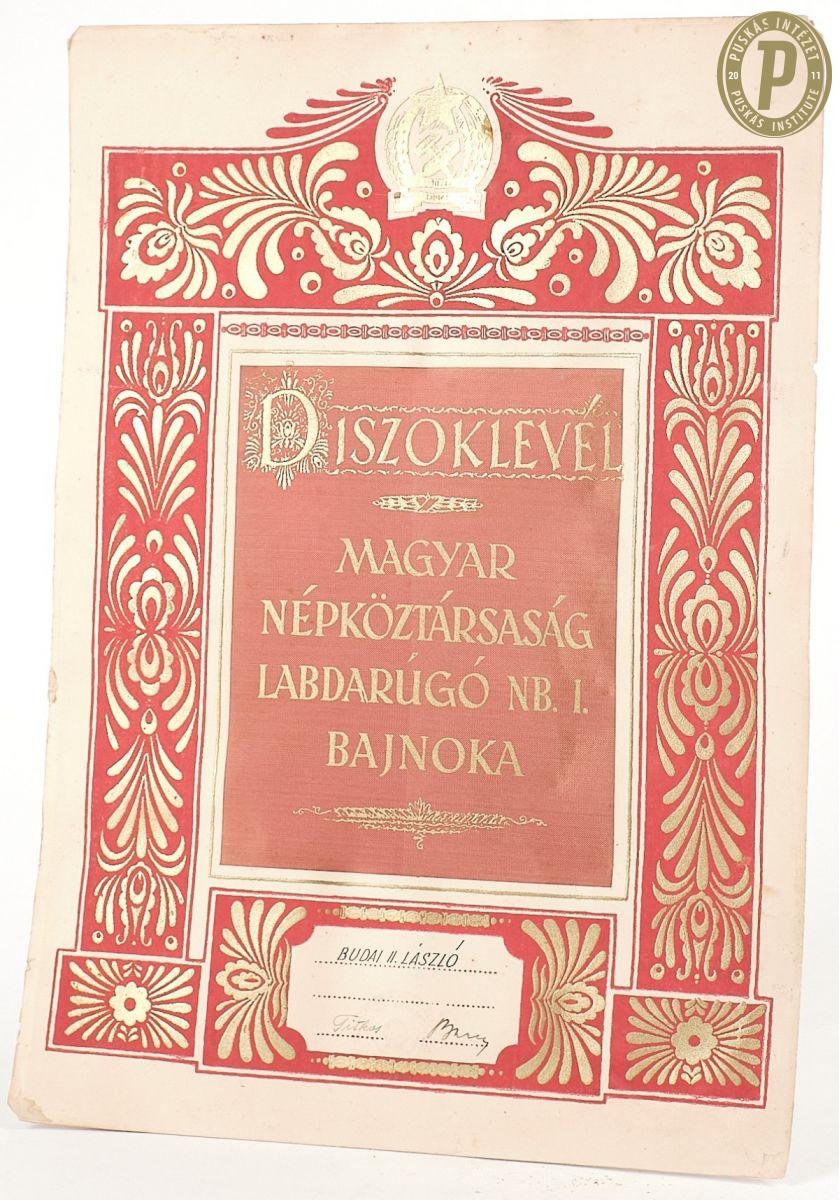 PUSKÁS INTÉZET
20 P 11
PUSKÁS INSTITUTE
DISZOKLEVÉL
MAGYAR
NÉPKÖZTÁRSASÁG
LABDARÚGÓ NB. I.
BAJNOKA
BUDAI II. LÁSZLÓ
Titkos